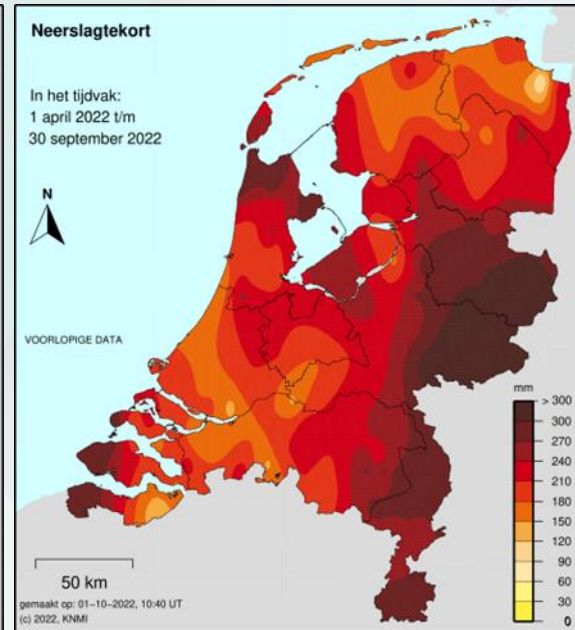 Neerslagtekort
In het tijdvak:
1 april 2022 t/m
30 september 2022
N
VOORLOPIGE DATA
mm
> 300
300
270
240
210
180
150
120
90
60
30
0
50 km
gemaakt op: 01-10-2022, 10:40 UT
(c) 2022, KNMI